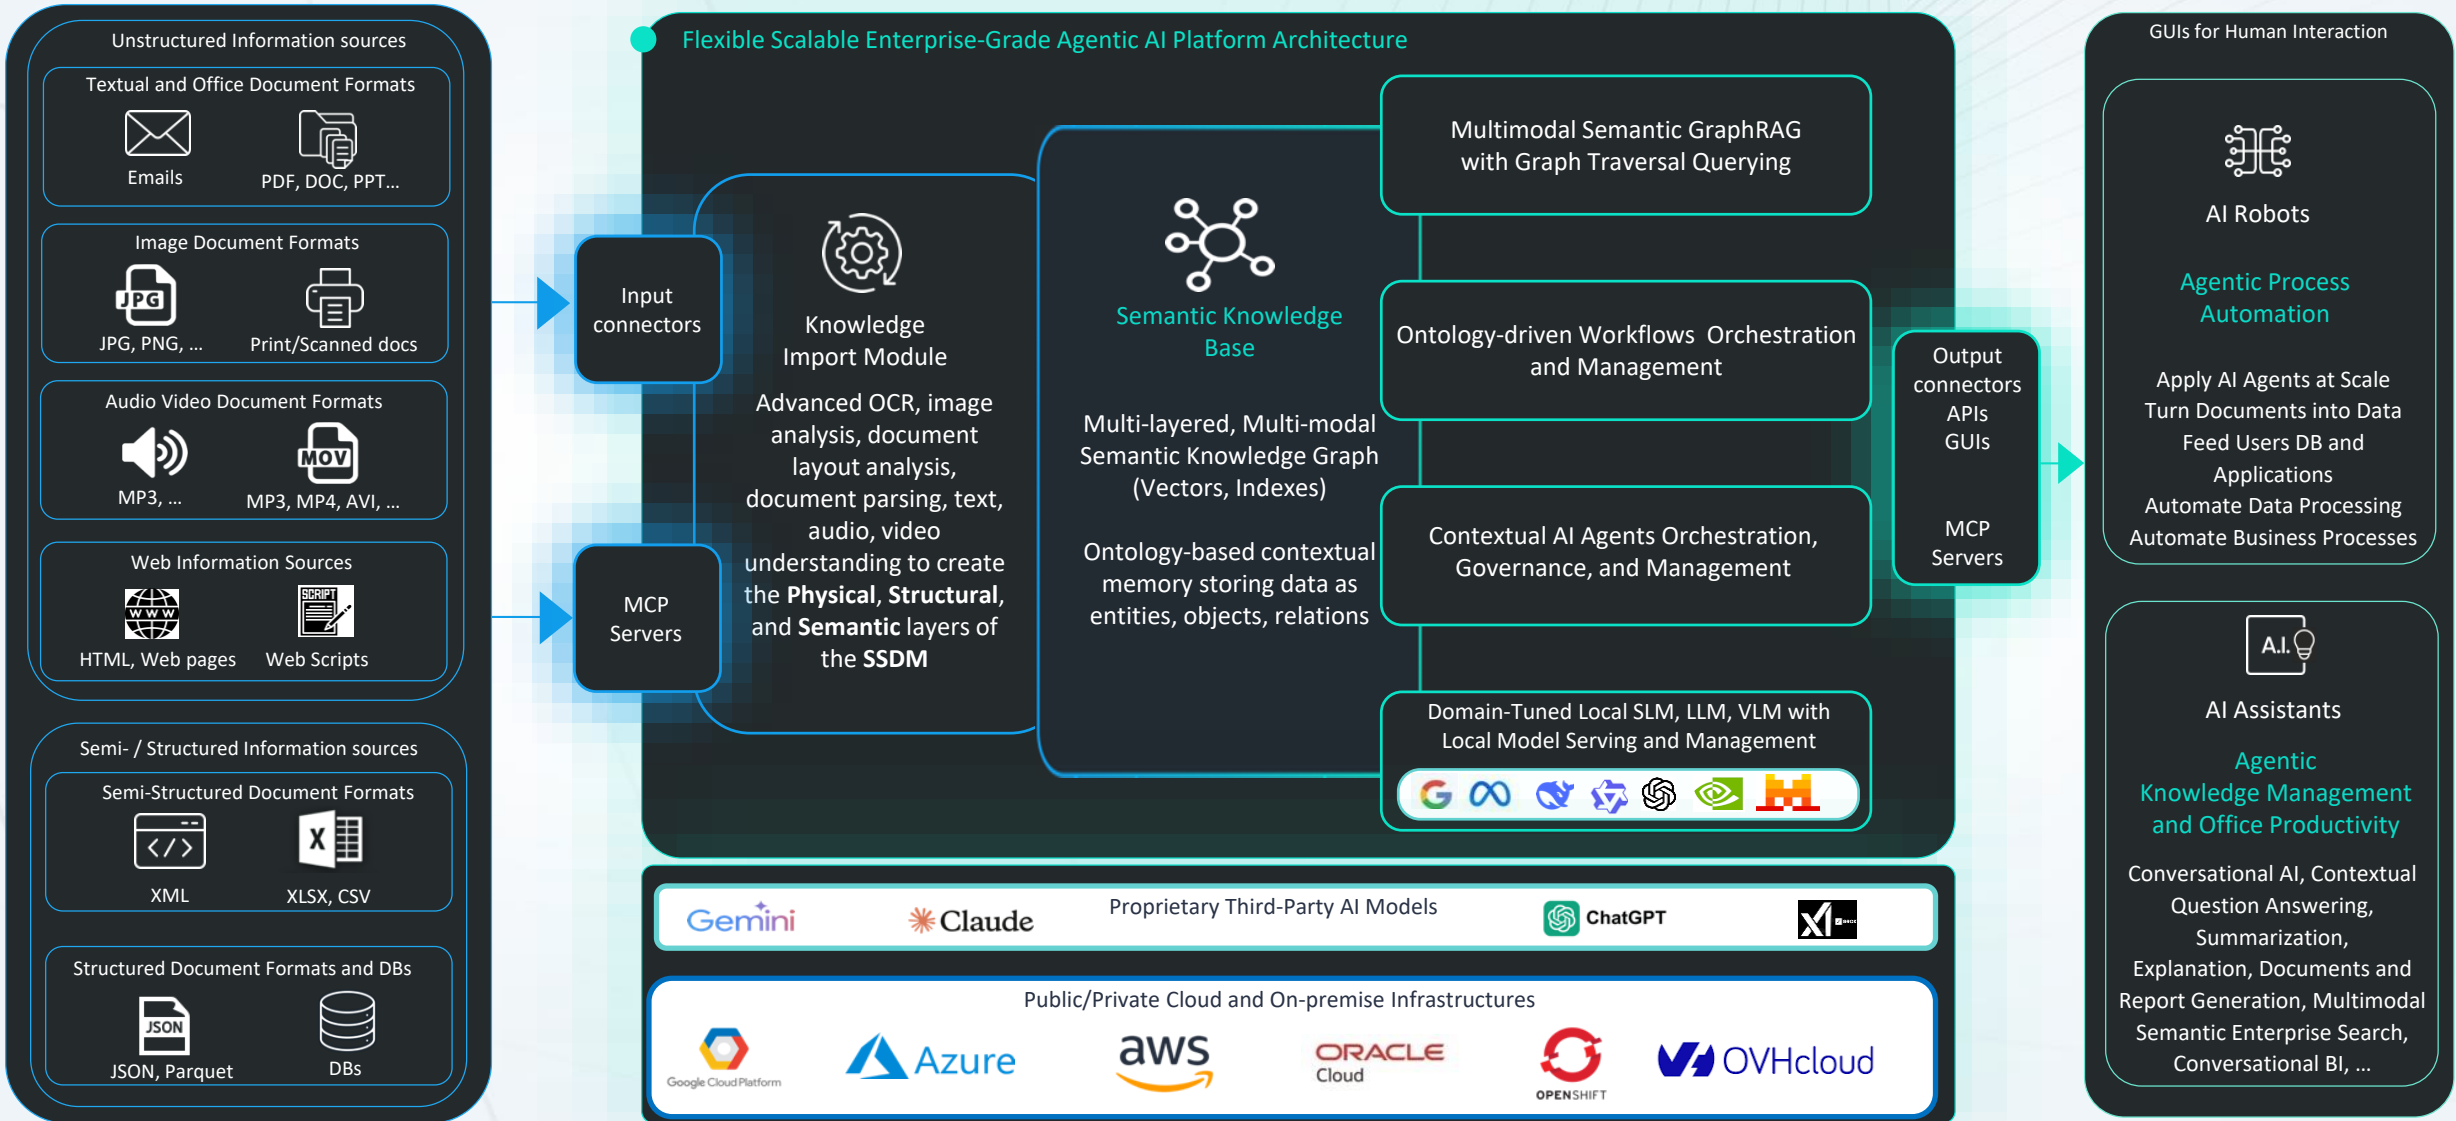 Unstructured Information sources
Textual and Office Document Formats
Emails
PDF, DOC, PPT...
Image Document Formats
JPG
JPG, PNG, ...
Print/Scanned docs
Audio Video Document Formats
MOV
MP3, ...
MP3, MP4, AVI, ...
Web Information Sources
WWW
SCRIPT
HTML, Web pages
Web Scripts
Semi- / Structured Information sources
Semi-Structured Document Formats
</>
X
XML
XLSX, CSV
Structured Document Formats and DBs
JSON
JSON, Parquet
DBs
Input
connectors
MCP
Servers
Flexible Scalable Enterprise-Grade Agentic AI Platform Architecture
Knowledge
Import Module
Advanced OCR, image
analysis, document
layout analysis,
document parsing, text,
audio, video
understanding to create
the Physical, Structural,
and Semantic layers of
the SSDM
Semantic Knowledge
Base
Multi-layered, Multi-modal
Semantic Knowledge Graph
(Vectors, Indexes)
Ontology-based contextual
memory storing data as
entities, objects, relations
Multimodal Semantic GraphRAG
with Graph Traversal Querying
Ontology-driven Workflows Orchestration
and Management
Contextual AI Agents Orchestration,
Governance, and Management
Domain-Tuned Local SLM, LLM, VLM with
Local Model Serving and Management
Output
connectors
APIs
GUIs
MCP
Servers
Proprietary Third-Party AI Models
Gemini
Claude
ChatGPT
xI
Public/Private Cloud and On-premise Infrastructures
Google Cloud Platform
Azure
aws
ORACLE
Cloud
OPENSHIFT
OVHcloud
GUIs for Human Interaction
AI Robots
Agentic Process
Automation
Apply AI Agents at Scale
Turn Documents into Data
Feed Users DB and
Applications
Automate Data Processing
Automate Business Processes
A.I.
AI Assistants
Agentic
Knowledge Management
and Office Productivity
Conversational AI, Contextual
Question Answering,
Summarization,
Explanation, Documents and
Report Generation, Multimodal
Semantic Enterprise Search,
Conversational BI, ...